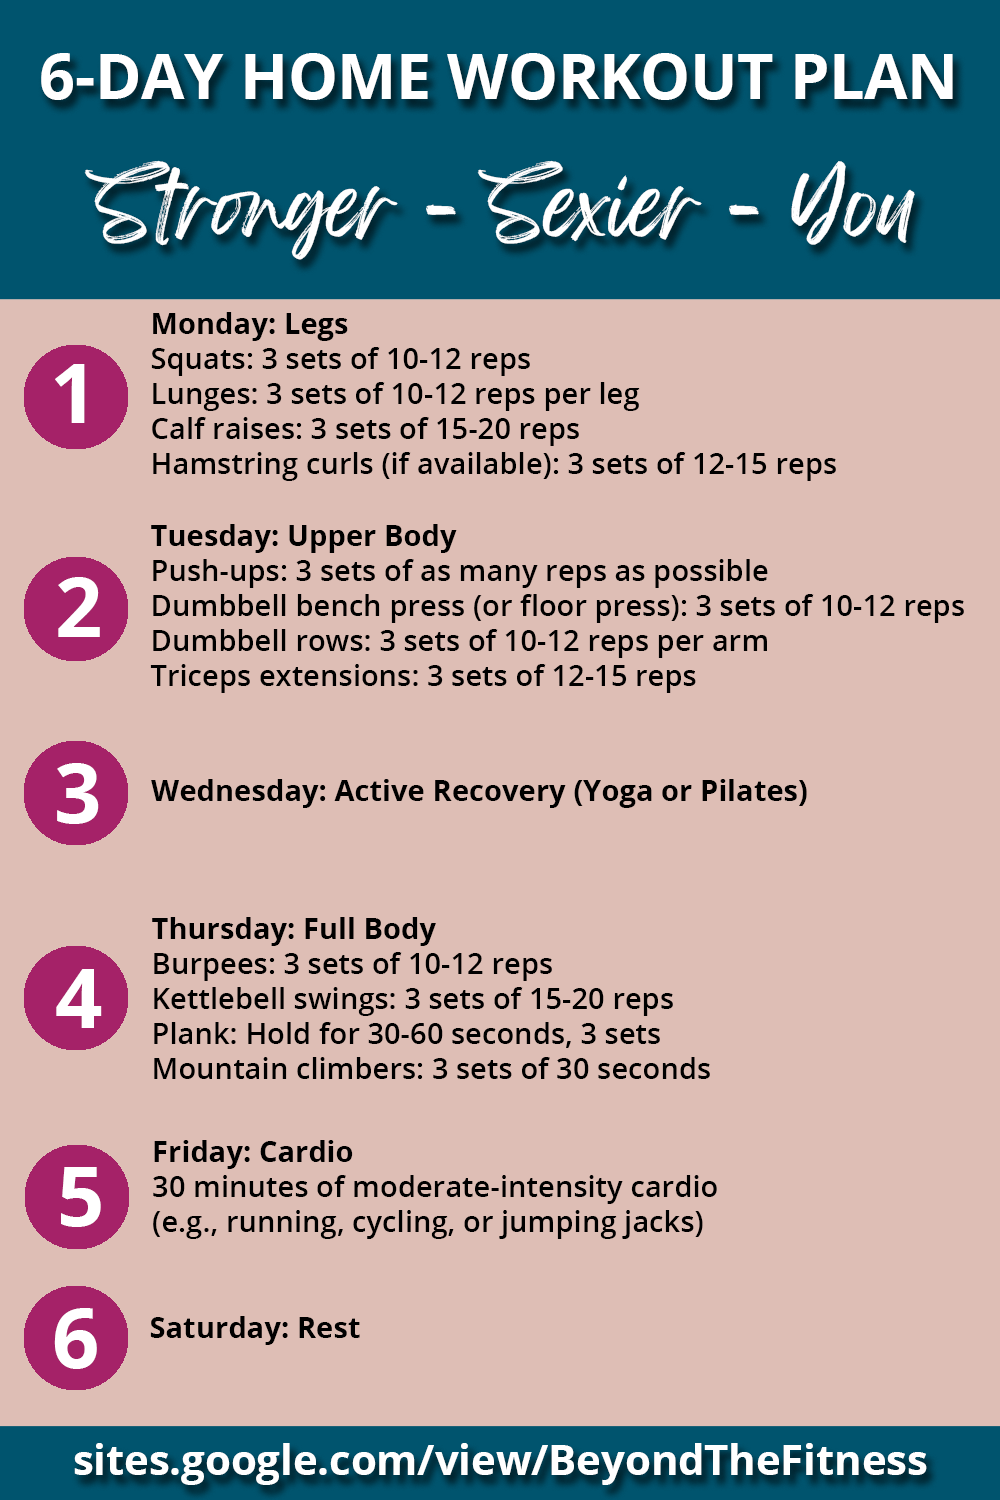 6-DAY HOME WORKOUT PLAN
Stronger - Sexier - You
1
Monday: Legs
Squats: 3 sets of 10-12 reps
Lunges: 3 sets of 10-12 reps per leg
Calf raises: 3 sets of 15-20 reps
Hamstring curls (if available): 3 sets of 12-15 reps
2
Tuesday: Upper Body
Push-ups: 3 sets of as many reps as possible
Dumbbell bench press (or floor press): 3 sets of 10-12 reps
Dumbbell rows: 3 sets of 10-12 reps per arm
Triceps extensions: 3 sets of 12-15 reps
3
Wednesday: Active Recovery (Yoga or Pilates)
4
Thursday: Full Body
Burpees: 3 sets of 10-12 reps
Kettlebell swings: 3 sets of 15-20 reps
Plank: Hold for 30-60 seconds, 3 sets
Mountain climbers: 3 sets of 30 seconds
5
Friday: Cardio
30 minutes of moderate-intensity cardio
(e.g., running, cycling, or jumping jacks)
6
Saturday: Rest
sites.google.com/view/BeyondTheFitness